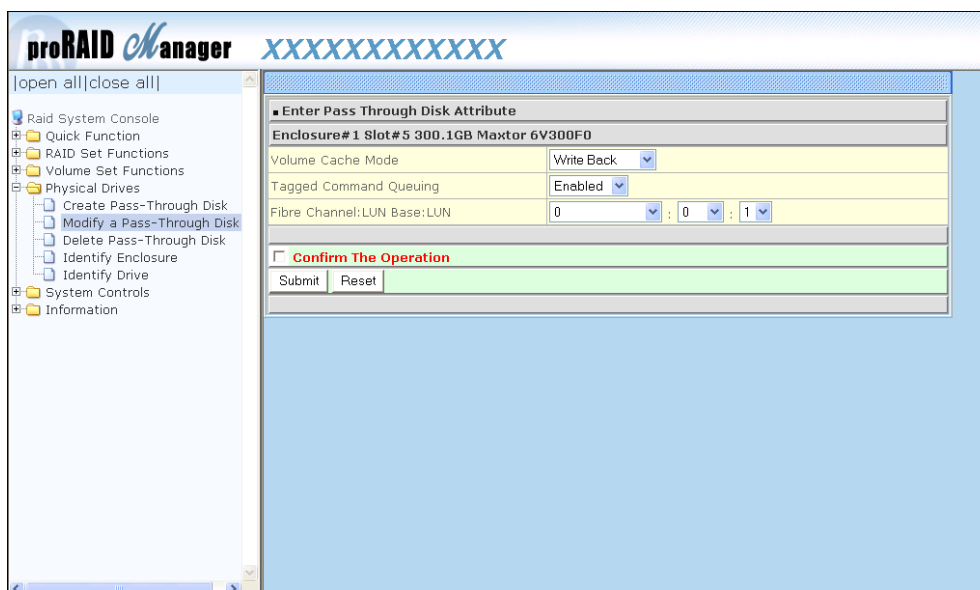 proRAID Manager XXXXXXXXXXXX
|open all|close all|
Raid System Console
Quick Function
RAID Set Functions
Volume Set Functions
Physical Drives
Create Pass-Through Disk
Modify a Pass-Through Disk
Delete Pass-Through Disk
Identify Enclosure
Identify Drive
System Controls
Information
Enter Pass Through Disk Attribute
Enclosure#1 Slot#5 300.1GB Maxtor 6V300F0
Volume Cache Mode Write Back
Tagged Command Queuing Enabled
Fibre Channel:LUN Base:LUN 0 : 0 : 1
Confirm The Operation
Submit Reset